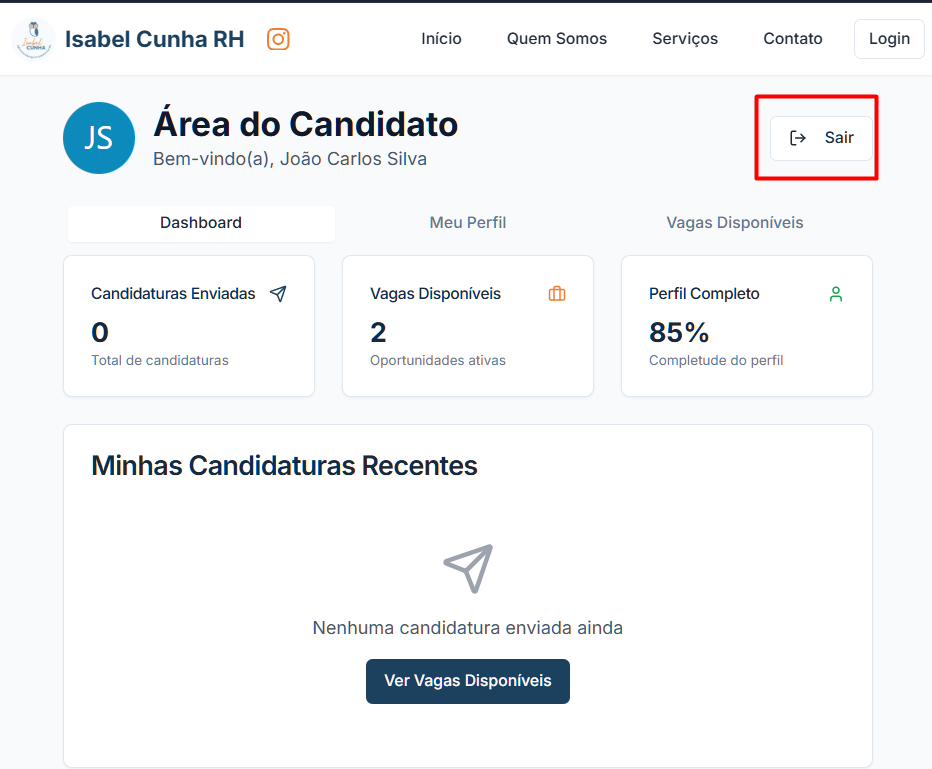 Isabel Cunha RH
Início
Quem Somos
Serviços
Contato
Login
JS
Área do Candidato
Bem-vindo(a), João Carlos Silva
Sair
Dashboard
Meu Perfil
Vagas Disponíveis
Candidaturas Enviadas
0
Total de candidaturas
Vagas Disponíveis
2
Oportunidades ativas
Perfil Completo
85%
Completude do perfil
Minhas Candidaturas Recentes
Nenhuma candidatura enviada ainda
Ver Vagas Disponíveis